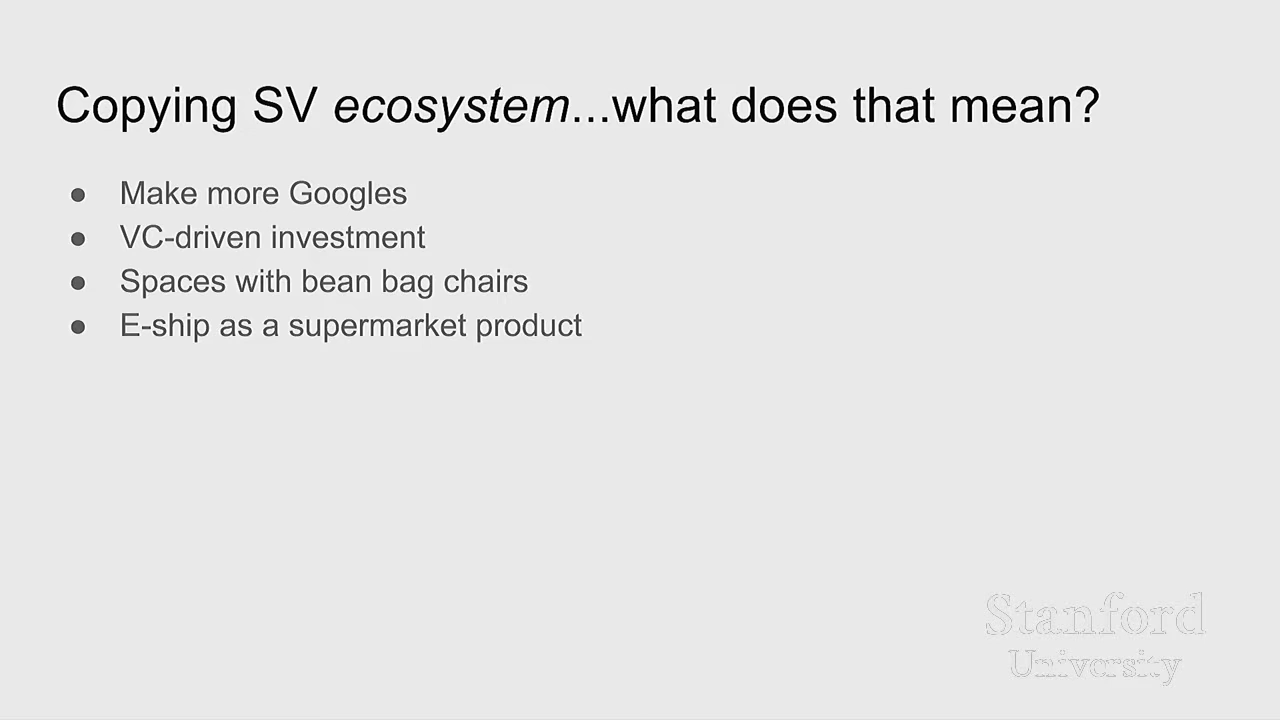 Copying SV ecosystem...what does that mean?
● Make more Googles
● VC-driven investment
● Spaces with bean bag chairs
● E-ship as a supermarket product
Stanford
University